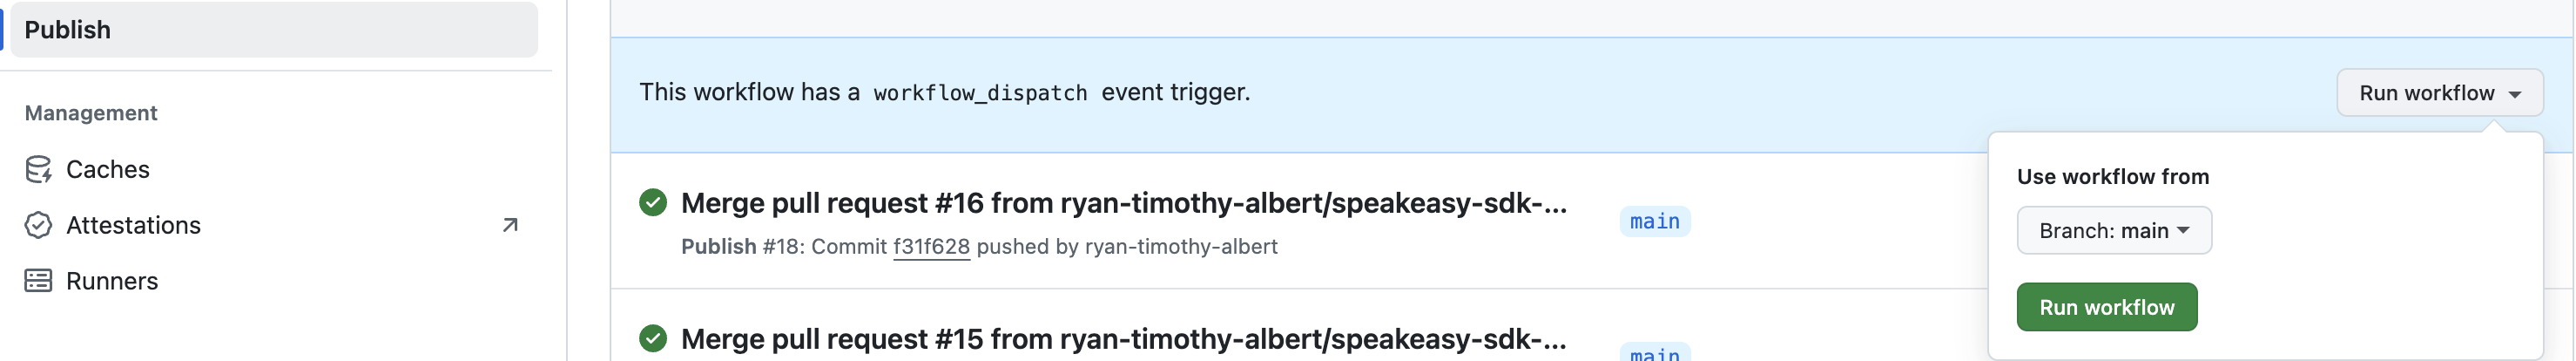 Publish
Management
Caches
Attestations
Runners
This workflow has a workflow_dispatch event trigger.
Run workflow
Use workflow from
Branch: main
Run workflow
Merge pull request #16 from ryan-timothy-albert/speakeasy-sdk-...
main
Publish #18: Commit f31f628 pushed by ryan-timothy-albert
Merge pull request #15 from ryan-timothy-albert/speakeasy-sdk-...
main